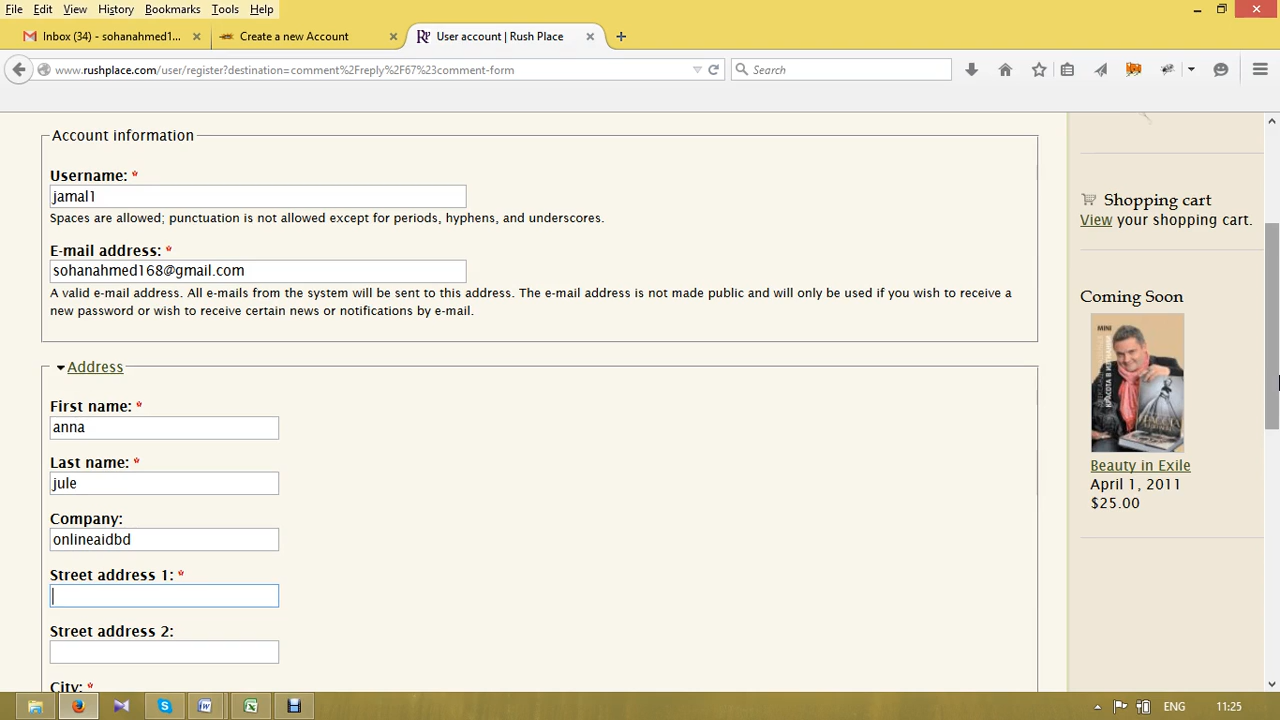 File Edit View History Bookmarks Tools Help
Inbox (34) - sohanahmed1... Create a new Account User account | Rush Place
www.rushplace.com/user/register?destination=comment%2Freply%2F67%23comment-form Search
Account information
Username: *
jamal1
Spaces are allowed; punctuation is not allowed except for periods, hyphens, and underscores.
E-mail address: *
sohanahmed168@gmail.com
A valid e-mail address. All e-mails from the system will be sent to this address. The e-mail address is not made public and will only be used if you wish to receive a
new password or wish to receive certain news or notifications by e-mail.
Address
First name: *
anna
Last name: *
jule
Company:
onlineaidbd
Street address 1: *
Street address 2:
City: *
Shopping cart
View your shopping cart.
Coming Soon
MINI
Beauty in Exile
April 1, 2011
$25.00
ENG 11:25